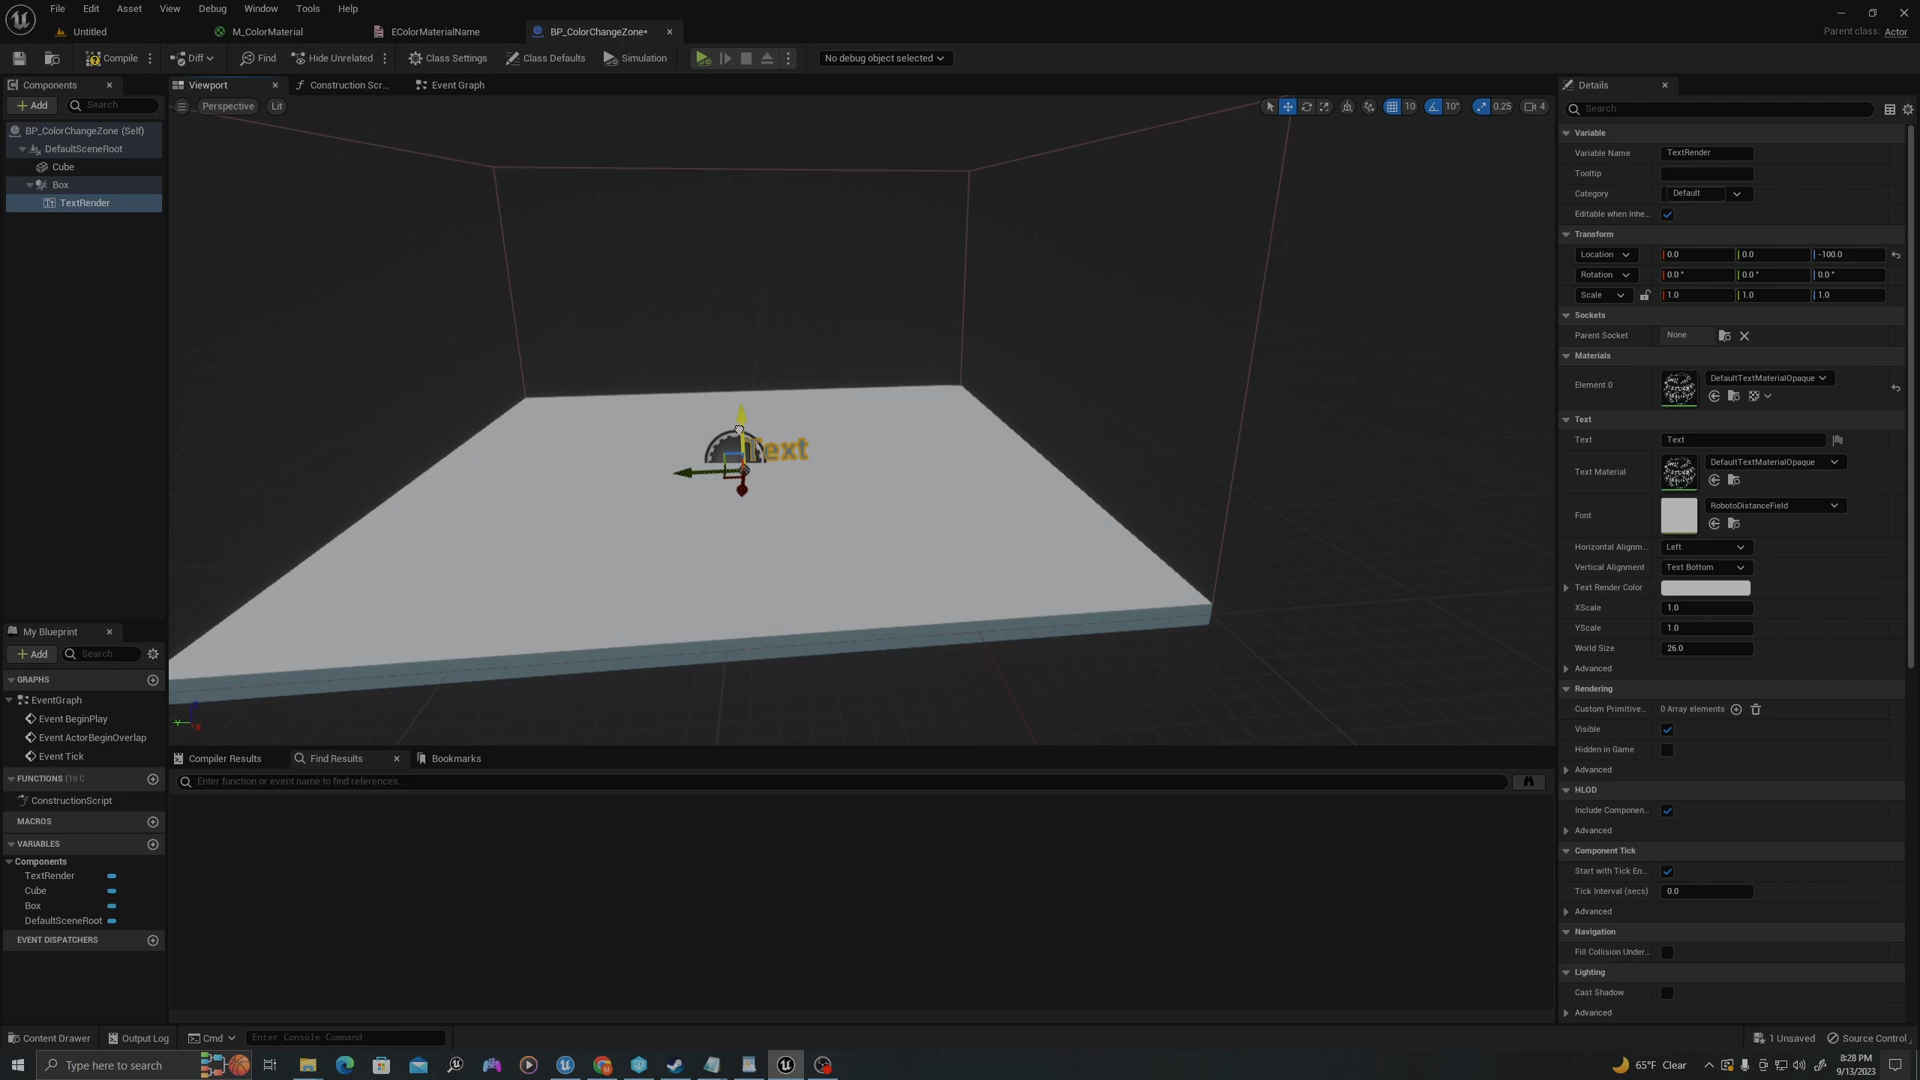 File Edit Asset View Debug Window Tools Help
Untitled M_ColorMaterial EColorMaterialName BP_ColorChangeZone*
Parent class: Actor
Compile Diff Find Hide Unrelated Class Settings Class Defaults Simulation No debug object selected
Components
Add Search
BP_ColorChangeZone (Self)
DefaultSceneRoot
Cube
Box
TextRender
Viewport Construction Scr... Event Graph
Perspective Lit
10 10° 0.25 4
Text
My Blueprint
Add Search
GRAPHS
EventGraph
Event BeginPlay
Event ActorBeginOverlap
Event Tick
FUNCTIONS (19 C
ConstructionScript
MACROS
VARIABLES
Components
TextRender
Cube
Box
DefaultSceneRoot
EVENT DISPATCHERS
Compiler Results Find Results Bookmarks
Enter function or event name to find references...
Details
Search
Variable
Variable Name TextRender
Tooltip
Category Default
Editable when Inhe...
Transform
Location 0.0 0.0 -100.0
Rotation 0.0 ° 0.0 ° 0.0 °
Scale 1.0 1.0 1.0
Sockets
Parent Socket None
Materials
Element 0 DefaultTextMaterialOpaque
Text
Text Text
Text Material DefaultTextMaterialOpaque
Font RobotoDistanceField
Horizontal Alignm... Left
Vertical Alignment Text Bottom
Text Render Color
XScale 1.0
YScale 1.0
World Size 26.0
Advanced
Rendering
Custom Primitive... 0 Array elements
Visible
Hidden in Game
Advanced
HLOD
Include Componen...
Advanced
Component Tick
Start with Tick En...
Tick Interval (secs) 0.0
Advanced
Navigation
Fill Collision Under...
Lighting
Cast Shadow
Advanced
Content Drawer Output Log Cmd Enter Console Command 1 Unsaved Source Control
Type here to search 65°F Clear 8:28 PM
9/13/2023